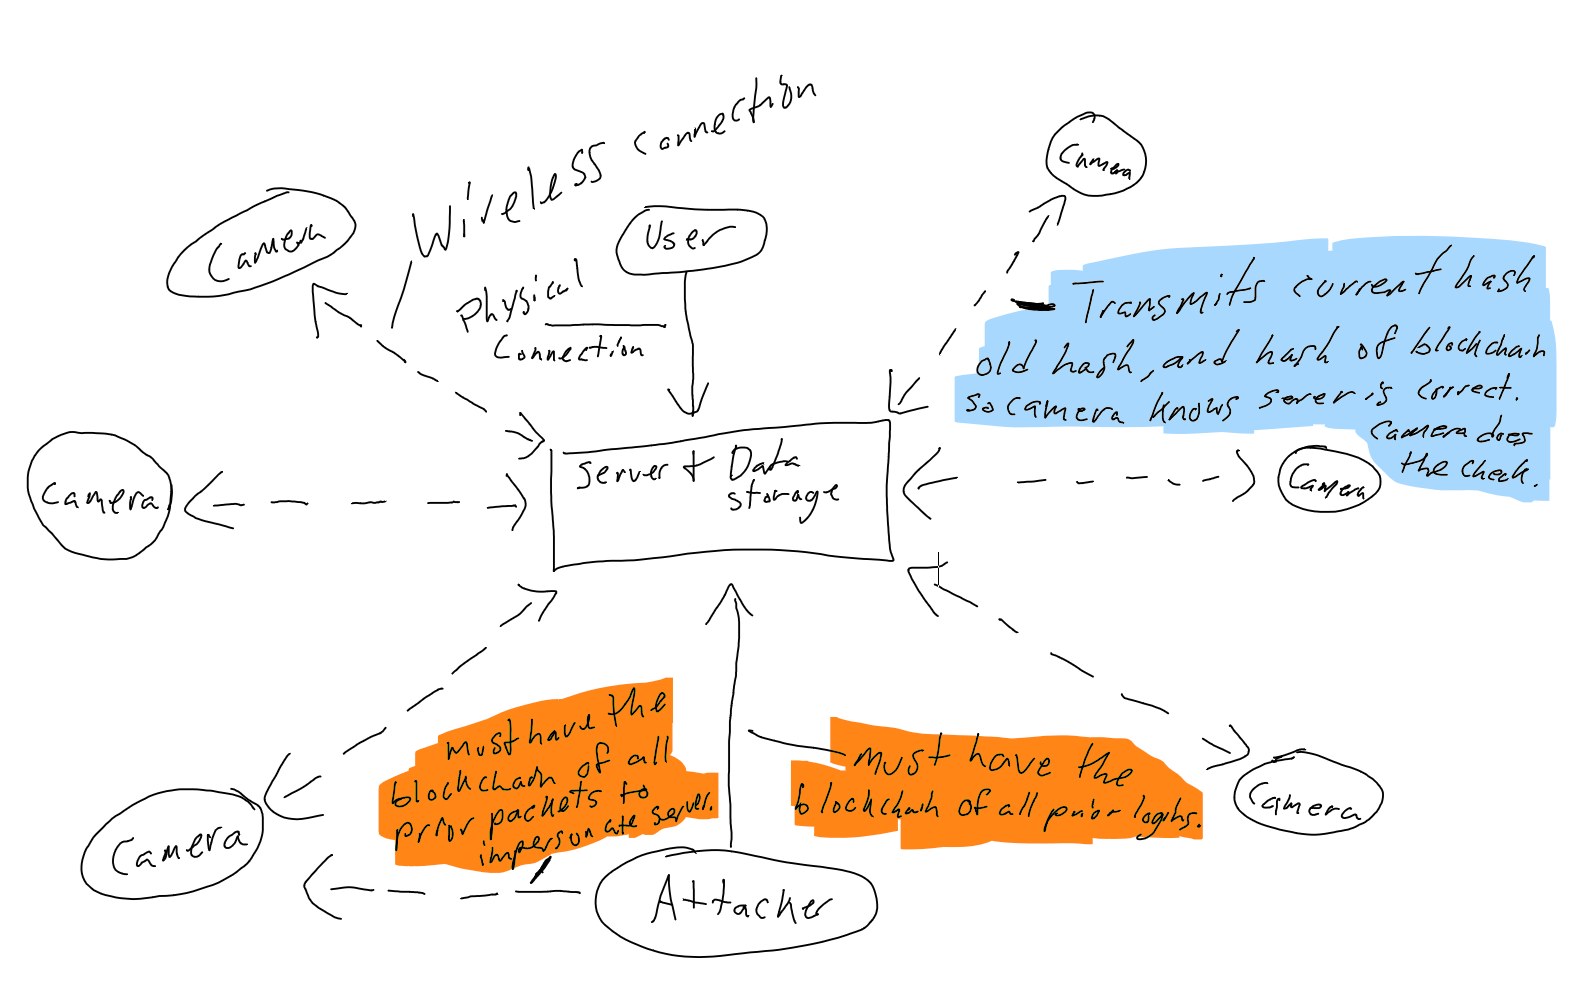 Wireless Connection
Camera
User
Camera
Physical
Connection
Transmits current hash
old hash, and hash of blockchain
so camera knows server is correct.
Camera does
the check.
Server + Data
storage
Camera
Camera
must have the
blockchain of all
prior packets to
impersonate server.
must have the
blockchain of all prior logins.
Camera
Camera
Attacker